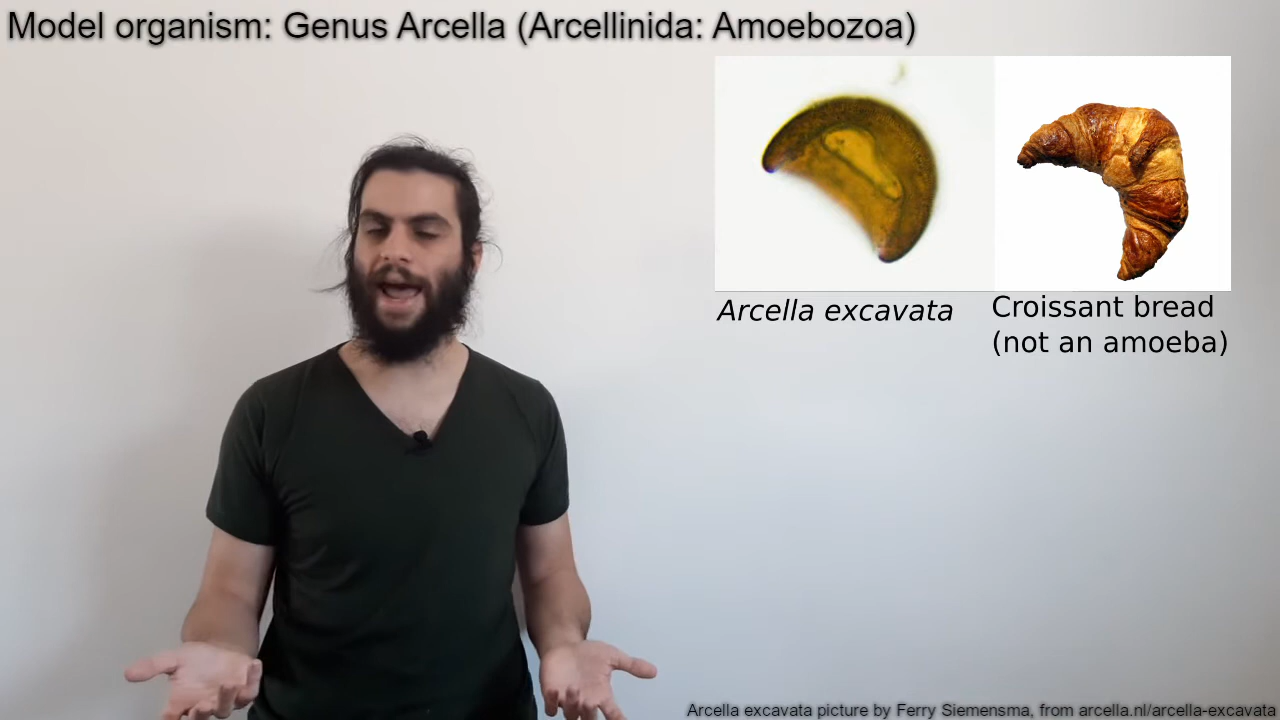 Model organism: Genus Arcella (Arcellinida: Amoebozoa)
Arcella excavata
Croissant bread
(not an amoeba)
Arcella excavata picture by Ferry Siemensma, from arcella.nl/arcella-excavata